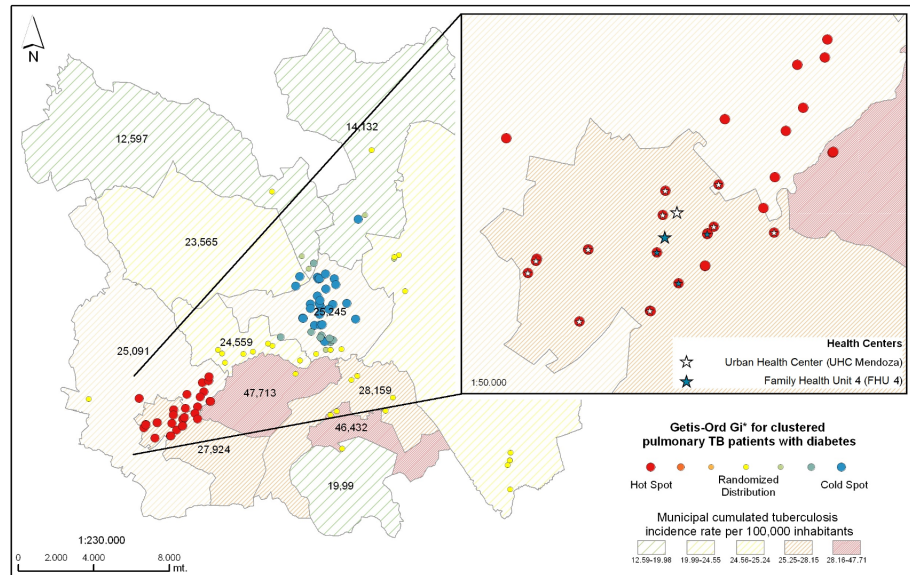 N
12,597
14,132
23,565
25,245
25,091
24,559
47,713
28,159
46,432
27,924
19,99
1:230.000
0 2.000 4.000 8.000
mt.
1:50.000
Health Centers
Urban Health Center (UHC Mendoza)
Family Health Unit 4 (FHU 4)
Getis-Ord Gi* for clustered
pulmonary TB patients with diabetes
Hot Spot Randomized Distribution Cold Spot
Municipal cumulated tuberculosis
incidence rate per 100,000 inhabitants
12.59-19.98 19.99-24.55 24.56-25.24 25.25-28.15 28.16-47.71